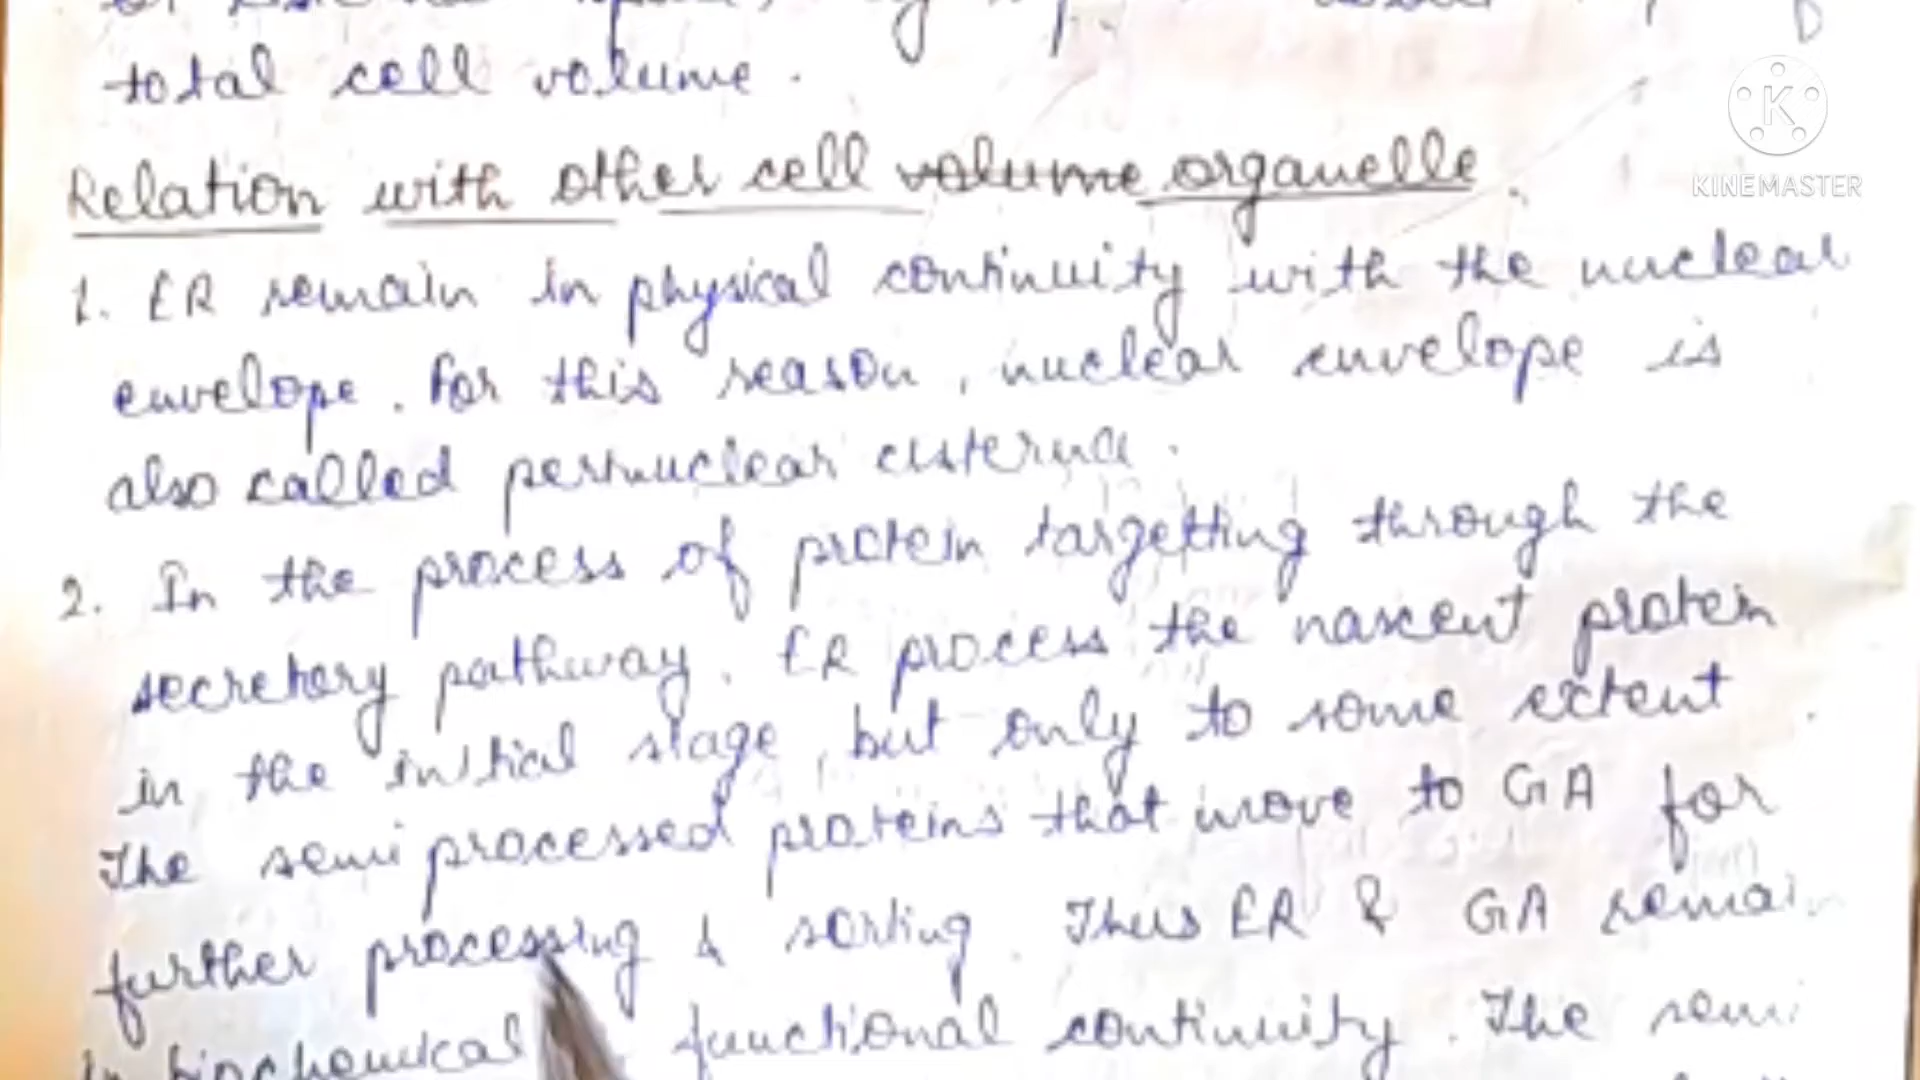 total cell volume.
Relation with other cell volume organelle.
1. ER remain in physical continuity with the nuclear
envelope. For this reason, nuclear envelope is
also called perinuclear cisterna.
2. In the process of protein targetting through the
secretory pathway. ER process the nascent protein
in the initial stage, but only to some extent.
The semi processed proteins that move to GA for
further processing & sorting. Thus ER & GA remain
in biochemical functional continuity. The semi
KINEMASTER